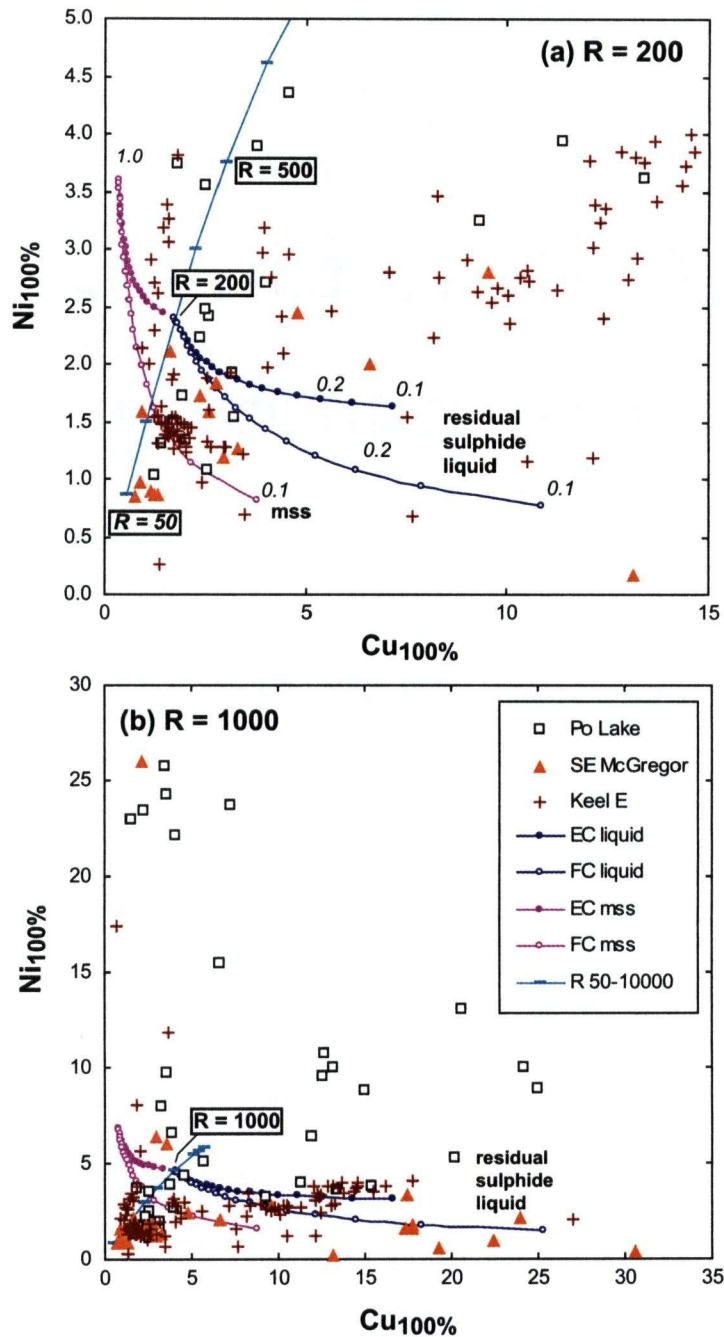 (a) R = 200
5.0
4.5
4.0
3.5
3.0
2.5
2.0
1.5
1.0
0.5
0.0
Ni100%
1.0
R = 500
R = 200
0.2
0.1
residual
sulphide
liquid
0.2
0.1
0.1
mss
R = 50
0
5
10
15
Cu100%
(b) R = 1000
30
25
20
15
10
5
0
Ni100%
Po Lake
SE McGregor
Keel E
EC liquid
FC liquid
EC mss
FC mss
R 50-10000
R = 1000
residual
sulphide
liquid
0
5
10
15
20
25
30
35
Cu100%